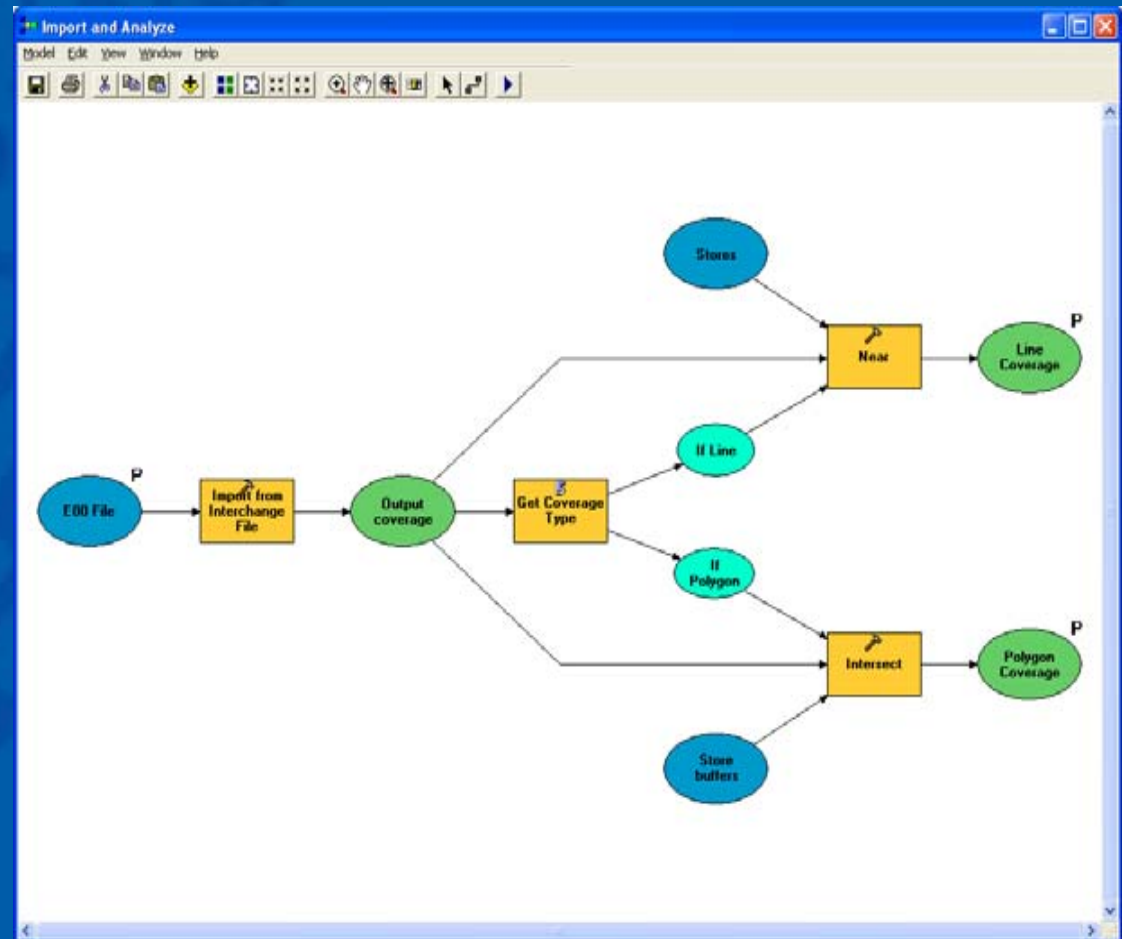 Import and Analyze
Model Edit View Window Help
Stores
P
Near
Line
Coverage
If Line
P
E00 File
Import from
Interchange
File
Output
coverage
Get Coverage
Type
If
Polygon
P
Intersect
Polygon
Coverage
Store
buffers